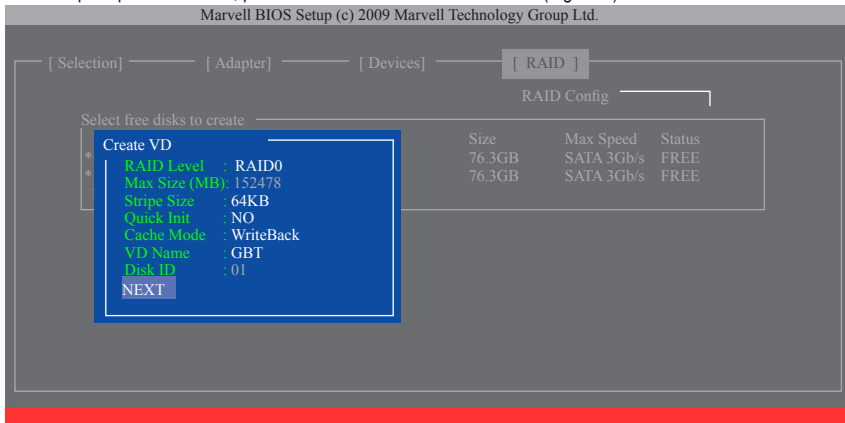 Marvell BIOS Setup (c) 2009 Marvell Technology Group Ltd.
[ Selection] [ Adapter] [ Devices] [ RAID ]
RAID Config
Select free disks to create
Size Max Speed Status
* 76.3GB SATA 3Gb/s FREE
* 76.3GB SATA 3Gb/s FREE
Create VD
RAID Level : RAID0
Max Size (MB): 152478
Stripe Size : 64KB
Quick Init : NO
Cache Mode : WriteBack
VD Name : GBT
Disk ID : 01
NEXT